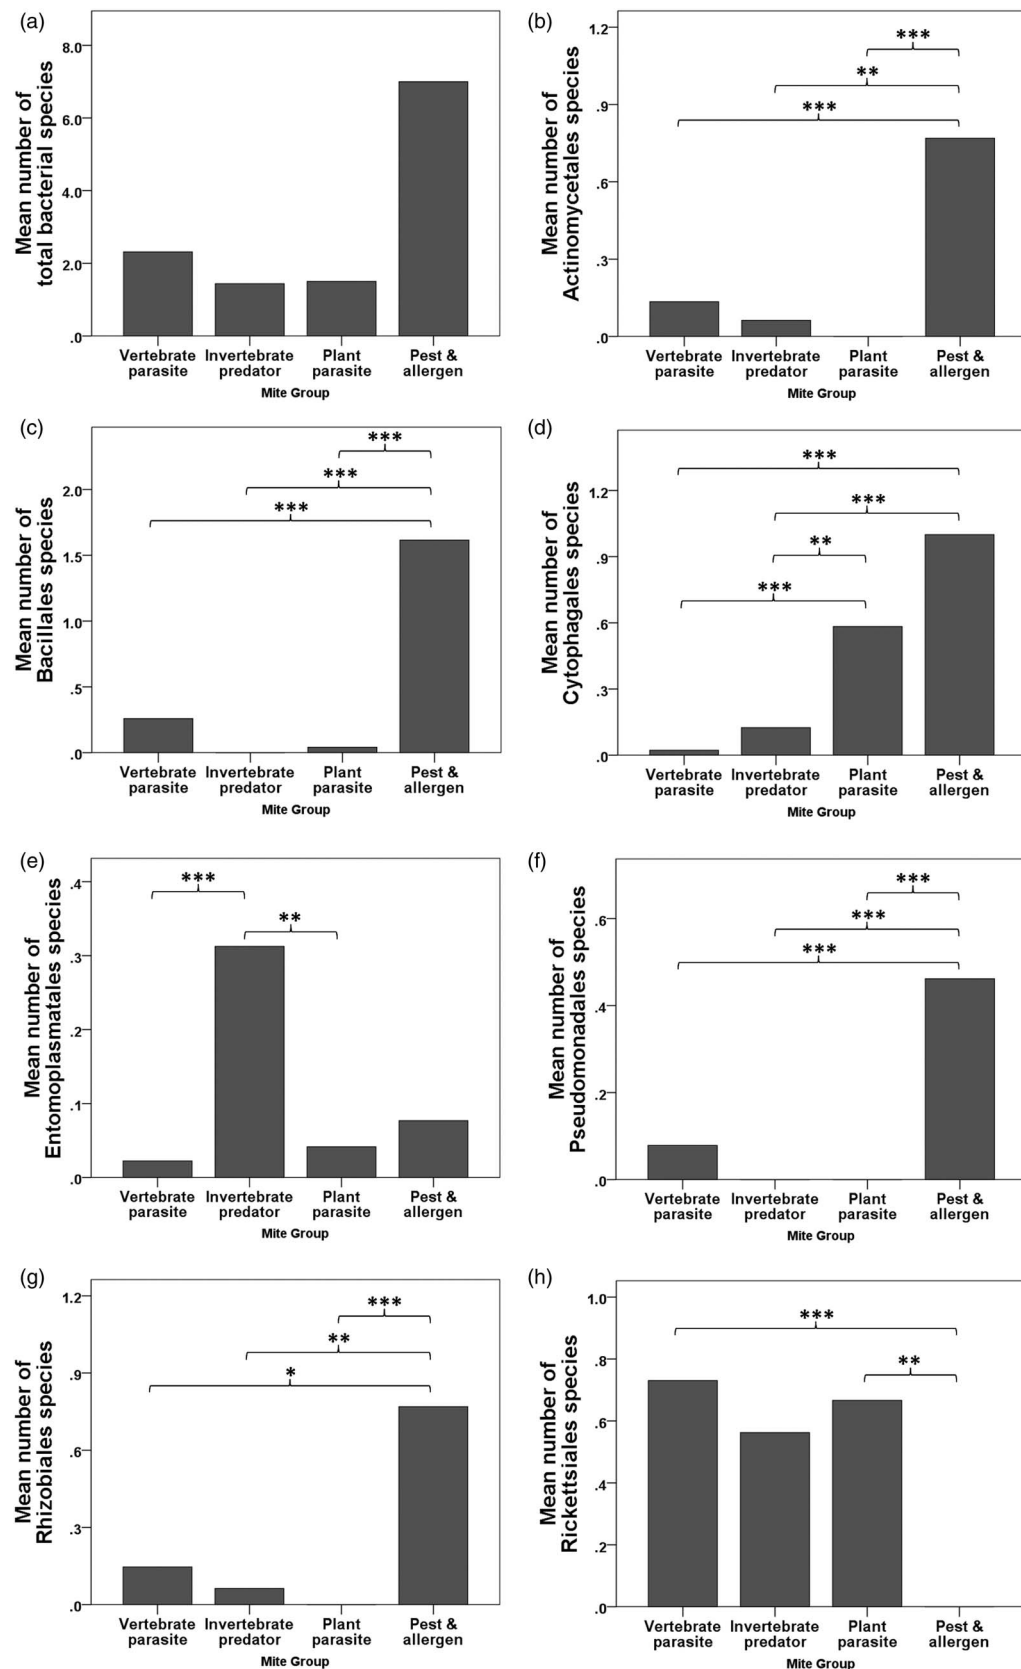 (a)
Mean number of
total bacterial species
8.0
6.0
4.0
2.0
.0
Vertebrate parasite
Invertebrate predator
Plant parasite
Pest & allergen
Mite Group
(b)
Mean number of
Actinomycetales species
1.2
.9
.6
.3
.0
***
**
***
Vertebrate parasite
Invertebrate predator
Plant parasite
Pest & allergen
Mite Group
(c)
Mean number of
Bacillales species
2.0
1.5
1.0
.5
.0
***
***
***
Vertebrate parasite
Invertebrate predator
Plant parasite
Pest & allergen
Mite Group
(d)
Mean number of
Cytophagales species
1.2
.9
.6
.3
.0
***
***
**
***
Vertebrate parasite
Invertebrate predator
Plant parasite
Pest & allergen
Mite Group
(e)
Mean number of
Entomoplasmatales species
.4
.3
.2
.1
.0
***
**
Vertebrate parasite
Invertebrate predator
Plant parasite
Pest & allergen
Mite Group
(f)
Mean number of
Pseudomonadales species
.6
.4
.2
.0
***
***
***
Vertebrate parasite
Invertebrate predator
Plant parasite
Pest & allergen
Mite Group
(g)
Mean number of
Rhizobiales species
1.2
.9
.6
.3
.0
***
**
*
Vertebrate parasite
Invertebrate predator
Plant parasite
Pest & allergen
Mite Group
(h)
Mean number of
Rickettsiales species
1.0
.8
.6
.4
.2
.0
***
**
Vertebrate parasite
Invertebrate predator
Plant parasite
Pest & allergen
Mite Group